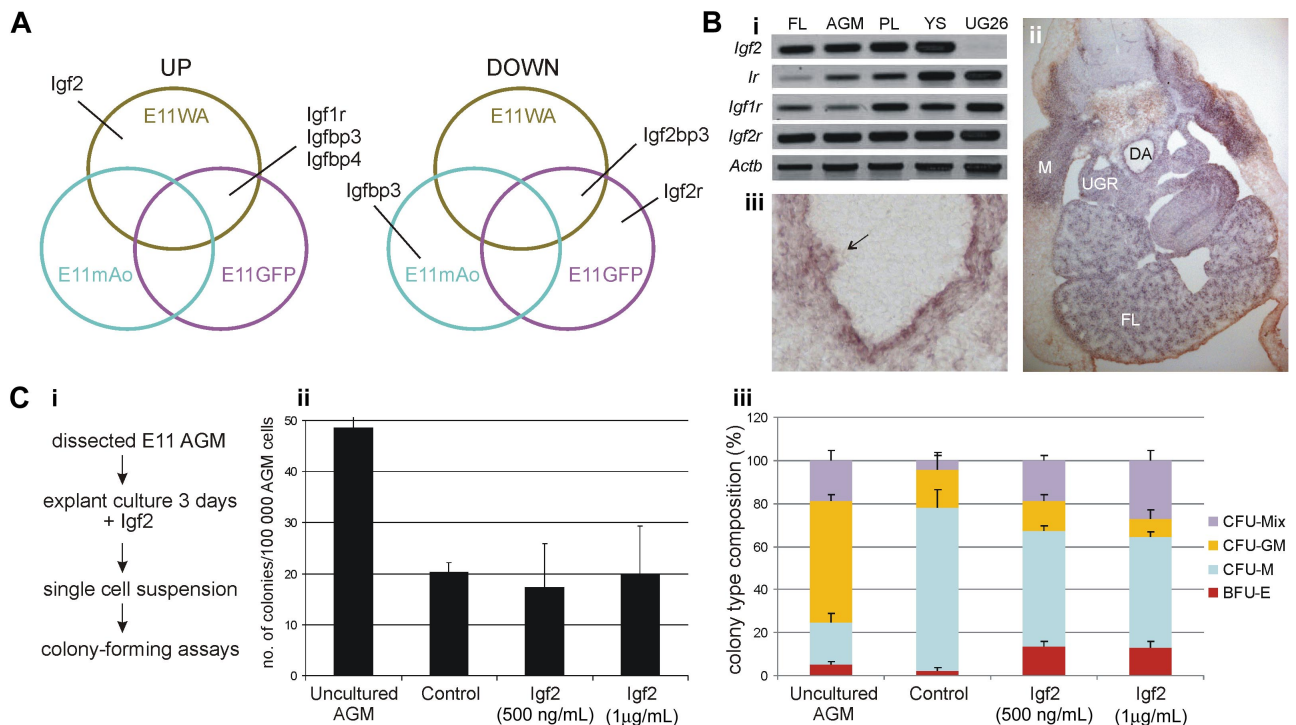 A
UP
DOWN
Igf2
E11WA
Igf1r
Igfbp3
Igfbp4
E11mAo
E11GFP
E11WA
Igf2bp3
Igfbp3
Igf2r
E11mAo
E11GFP
B
i
FL AGM PL YS UG26
Igf2
Ir
Igf1r
Igf2r
Actb
ii
DA
M
UGR
FL
iii
C
i
dissected E11 AGM
explant culture 3 days
+ Igf2
single cell suspension
colony-forming assays
ii
no. of colonies/100 000 AGM cells
50
40
30
20
10
0
Uncultured
AGM
Control
Igf2
(500 ng/mL)
Igf2
(1µg/mL)
iii
colony type composition (%)
120
100
80
60
40
20
0
Uncultured
AGM
Control
Igf2
(500 ng/mL)
Igf2
(1µg/mL)
CFU-Mix
CFU-GM
CFU-M
BFU-E